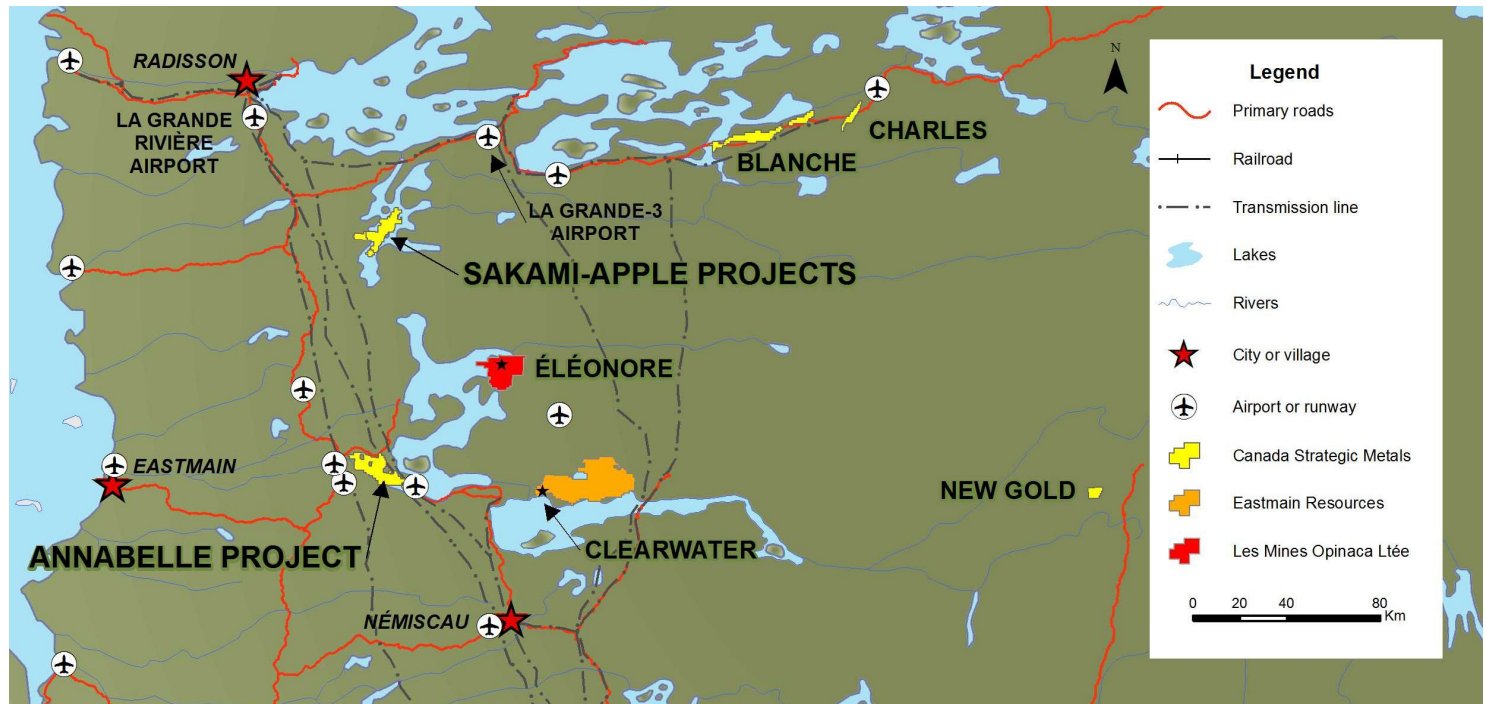 RADISSON
LA GRANDE
RIVIÈRE
AIRPORT
CHARLES
BLANCHE
LA GRANDE-3
AIRPORT
SAKAMI-APPLE PROJECTS
ÉLÉONORE
EASTMAIN
NEW GOLD
ANNABELLE PROJECT
CLEARWATER
NÉMISCAU
N
Legend
Primary roads
Railroad
Transmission line
Lakes
Rivers
City or village
Airport or runway
Canada Strategic Metals
Eastmain Resources
Les Mines Opinaca Ltée
0 20 40 80
Km